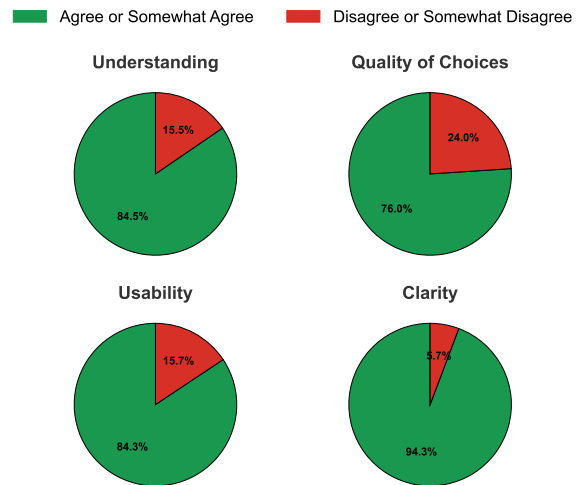 Agree or Somewhat Agree Disagree or Somewhat Disagree
Understanding Quality of Choices
15.5%
84.5%
24.0%
76.0%
Usability Clarity
15.7%
84.3%
5.7%
94.3%